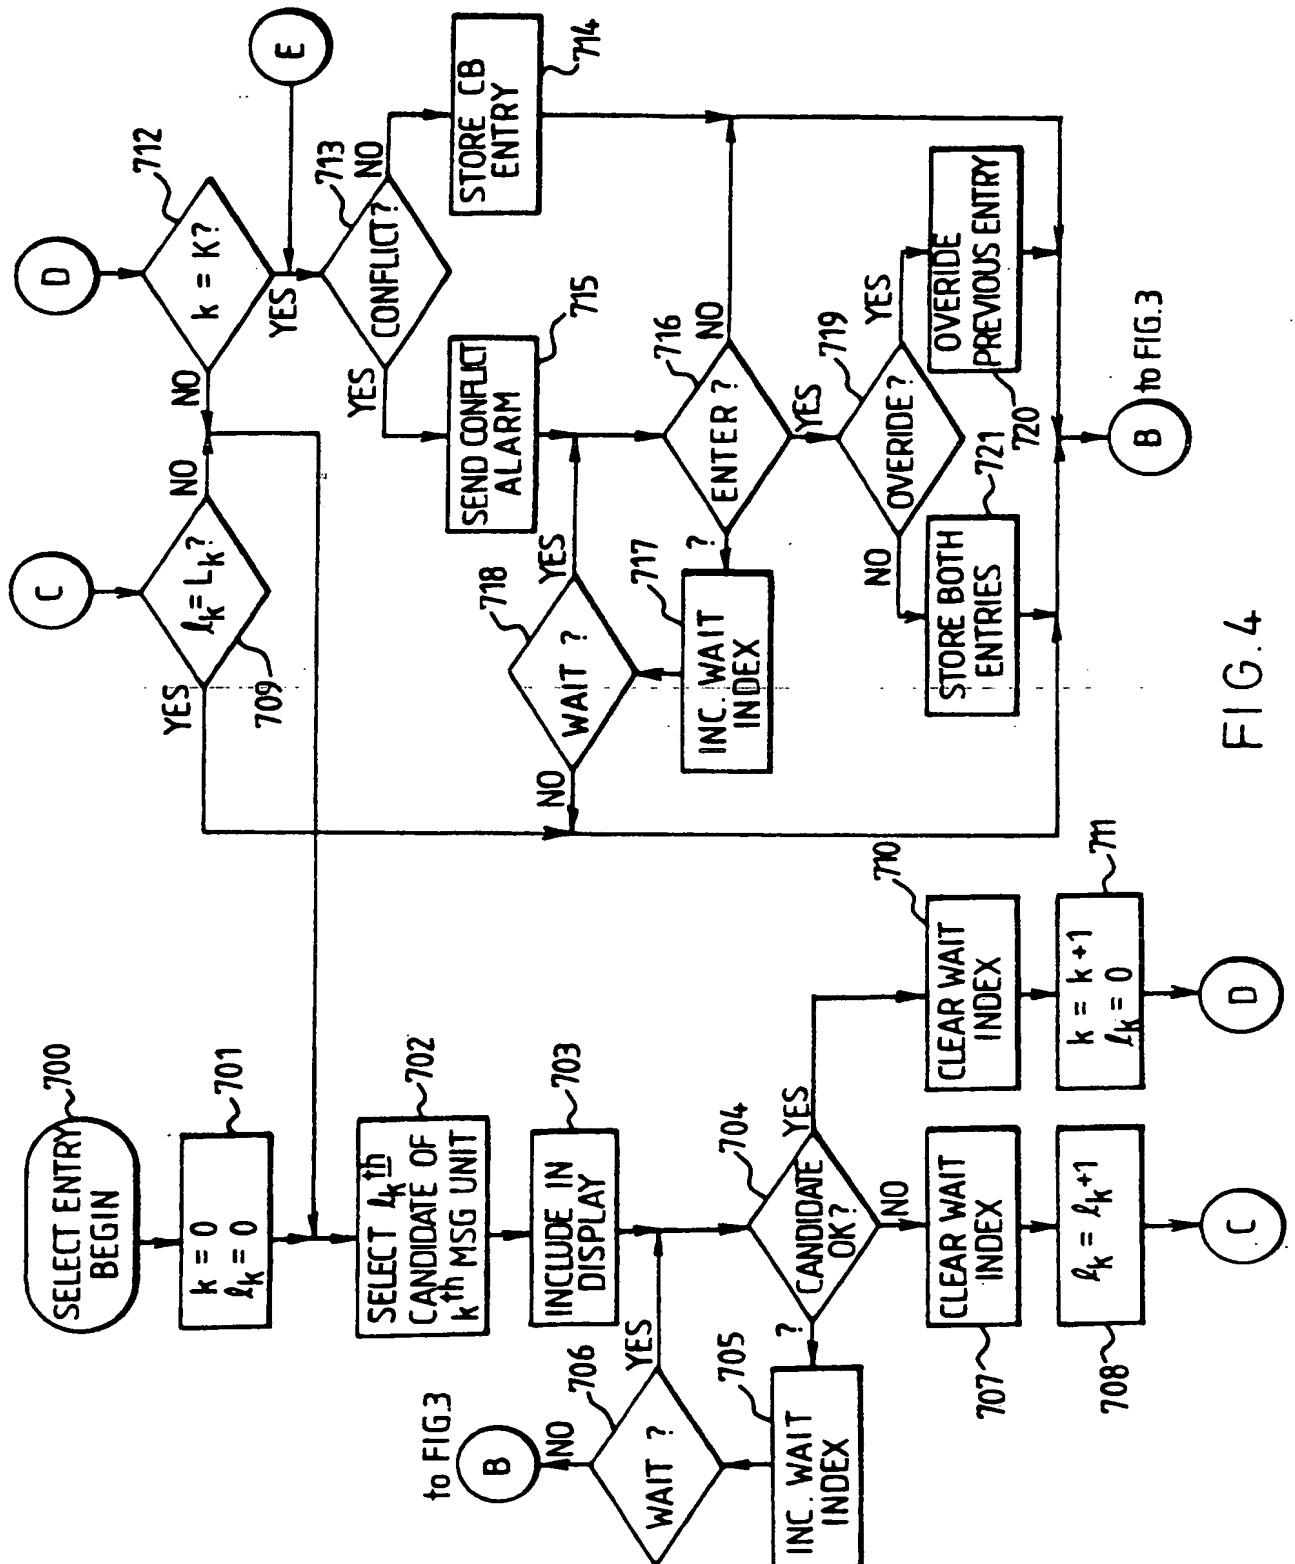 SELECT ENTRY
BEGIN
700
k = 0
ℓk = 0
701
SELECT ℓk th
CANDIDATE OF
k th MSG UNIT
702
INCLUDE IN
DISPLAY
703
CANDIDATE
OK?
704
YES
NO
?
INC. WAIT
INDEX
705
WAIT ?
706
YES
NO
B
to FIG.3
CLEAR WAIT
INDEX
707
ℓk = ℓk+1
708
C
CLEAR WAIT
INDEX
710
k = k+1
ℓk = 0
711
D
C
ℓk = Lk?
709
YES
NO
D
k = K?
712
NO
YES
E
CONFLICT?
713
YES
NO
STORE CB
ENTRY
714
SEND CONFLICT
ALARM
715
ENTER ?
716
NO
YES
?
INC. WAIT
INDEX
717
WAIT ?
718
YES
NO
OVERRIDE?
719
YES
NO
OVERRIDE
PREVIOUS ENTRY
720
STORE BOTH
ENTRIES
721
B
to FIG.3
FIG.4